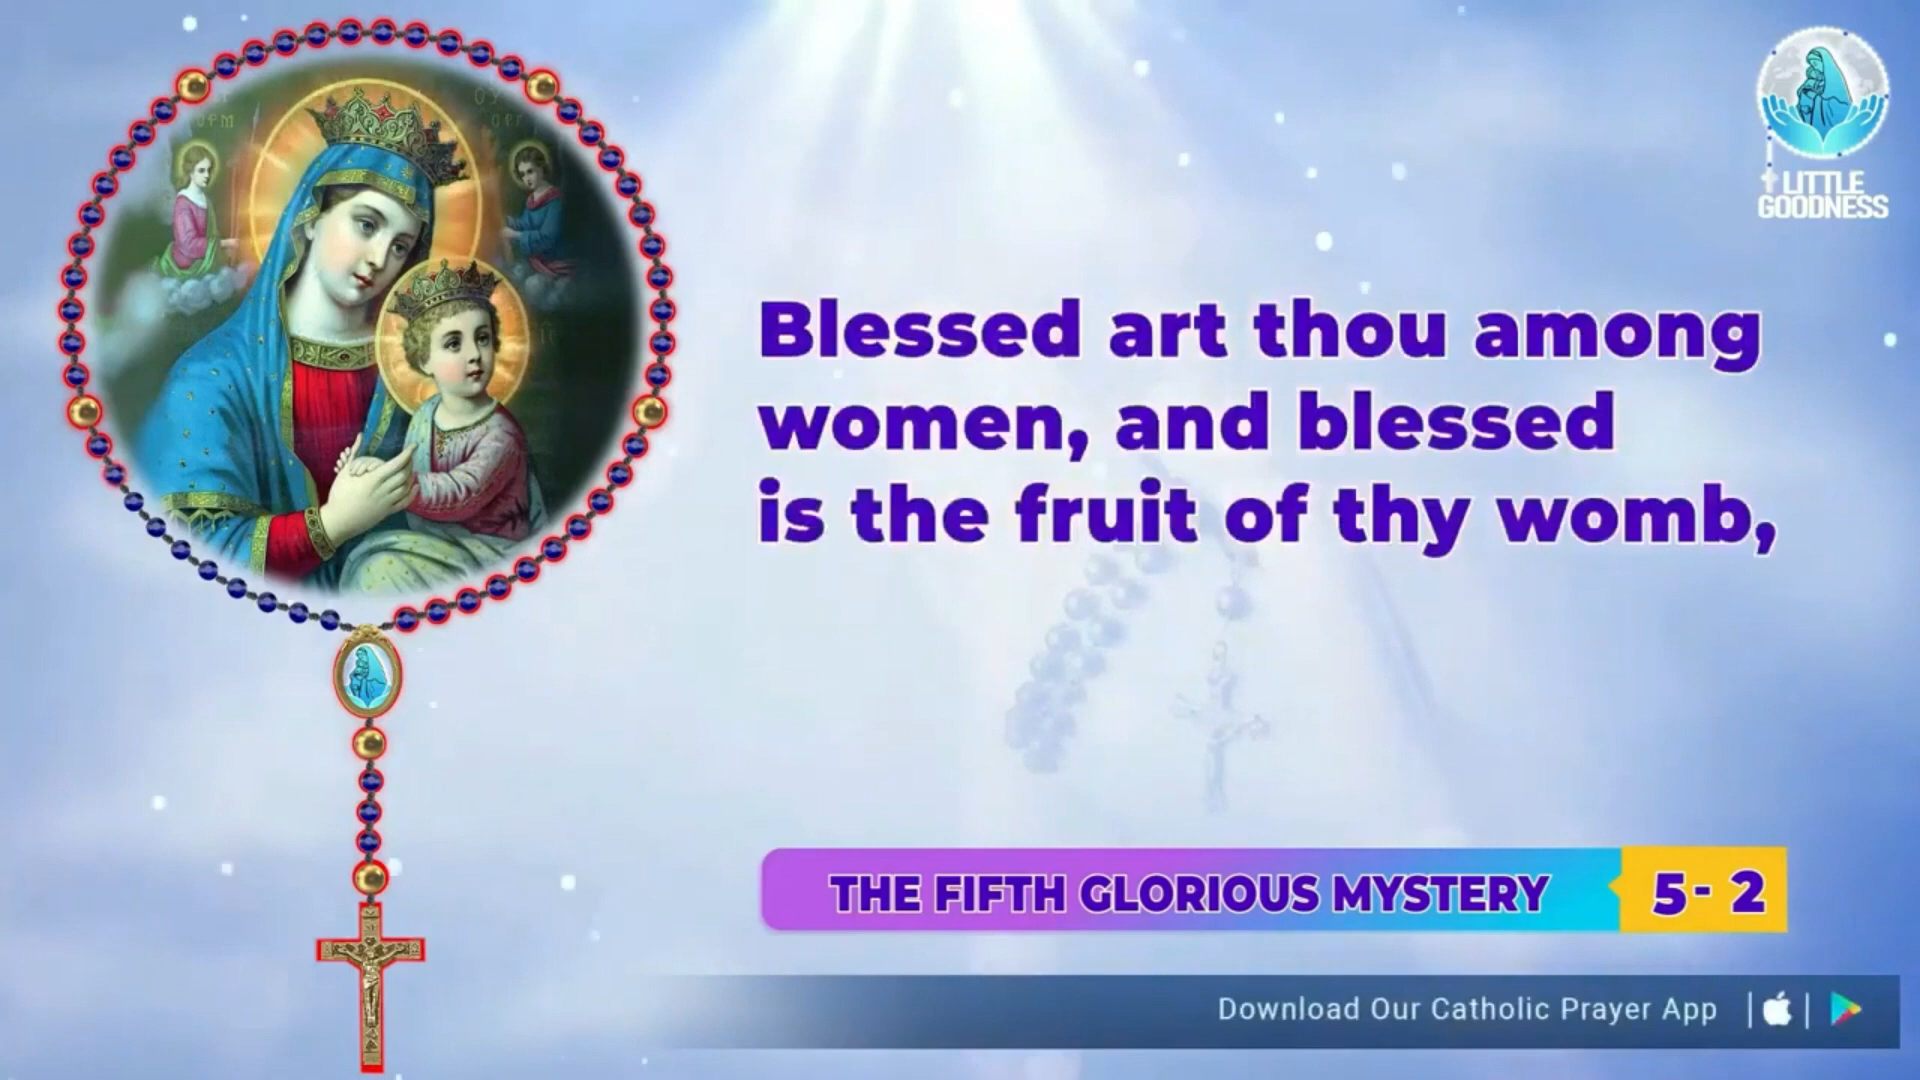 LITTLE
GOODNESS
Blessed art thou among
women, and blessed
is the fruit of thy womb,
THE FIFTH GLORIOUS MYSTERY 5- 2
Download Our Catholic Prayer App